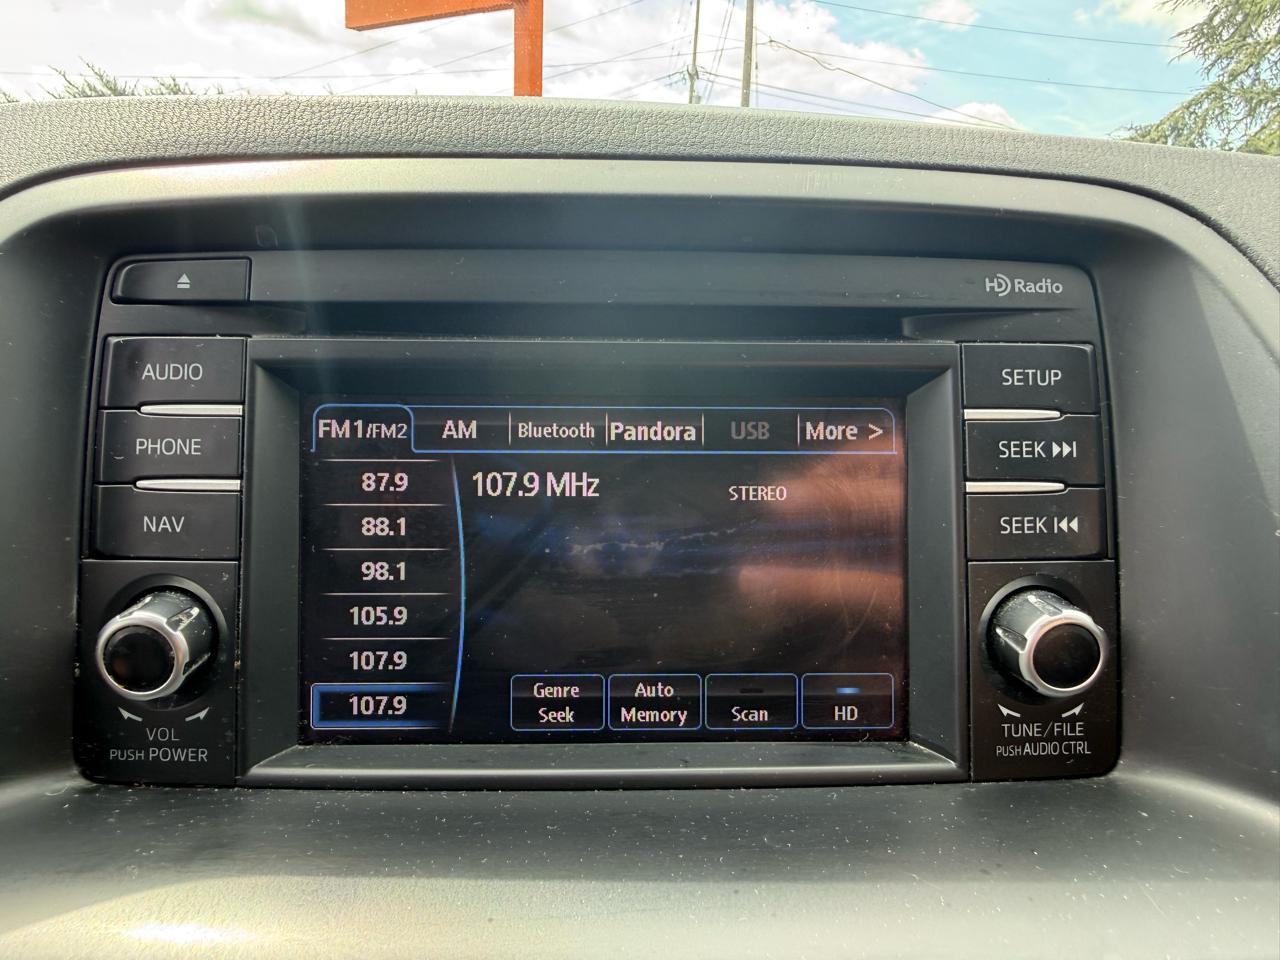 HD Radio
AUDIO
PHONE
NAV
VOL
PUSH POWER
FM1/FM2 AM Bluetooth Pandora USB More >
87.9
88.1
98.1
105.9
107.9
107.9
107.9 MHz
STEREO
Genre
Seek
Auto
Memory
Scan
HD
SETUP
SEEK
SEEK
TUNE/FILE
PUSH AUDIO CTRL